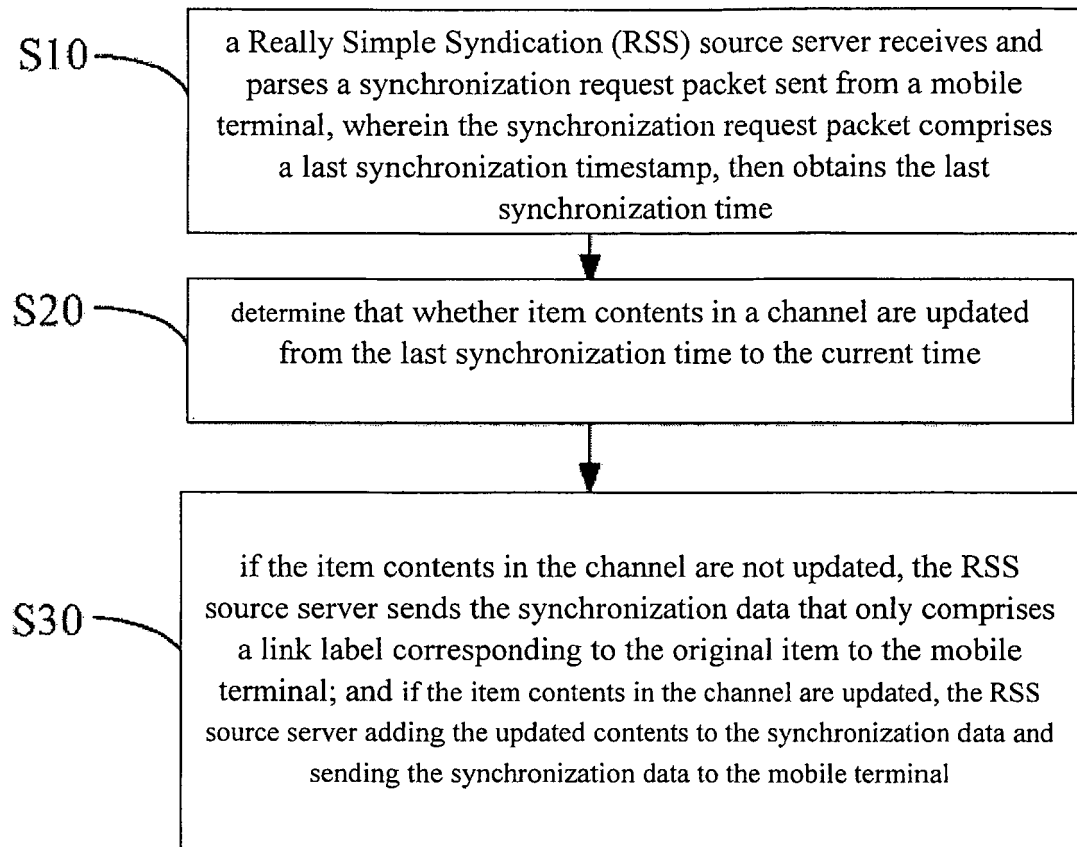 S10
a Really Simple Syndication (RSS) source server receives and
parses a synchronization request packet sent from a mobile
terminal, wherein the synchronization request packet comprises
a last synchronization timestamp, then obtains the last
synchronization time
S20
determine that whether item contents in a channel are updated
from the last synchronization time to the current time
S30
if the item contents in the channel are not updated, the RSS
source server sends the synchronization data that only comprises
a link label corresponding to the original item to the mobile
terminal; and if the item contents in the channel are updated, the RSS
source server adding the updated contents to the synchronization data and
sending the synchronization data to the mobile terminal